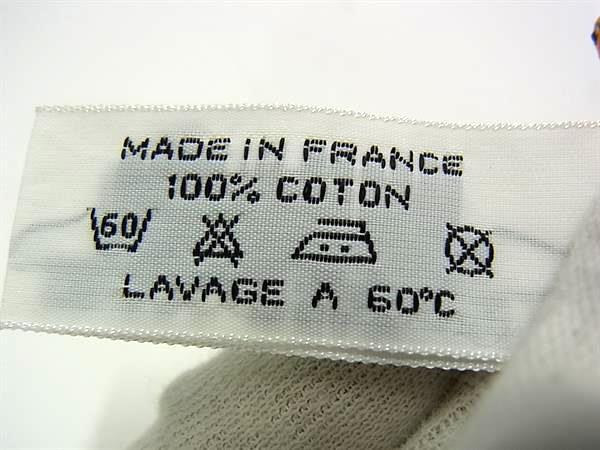 MADE IN FRANCE
100% COTON
60
LAVAGE A 60°C